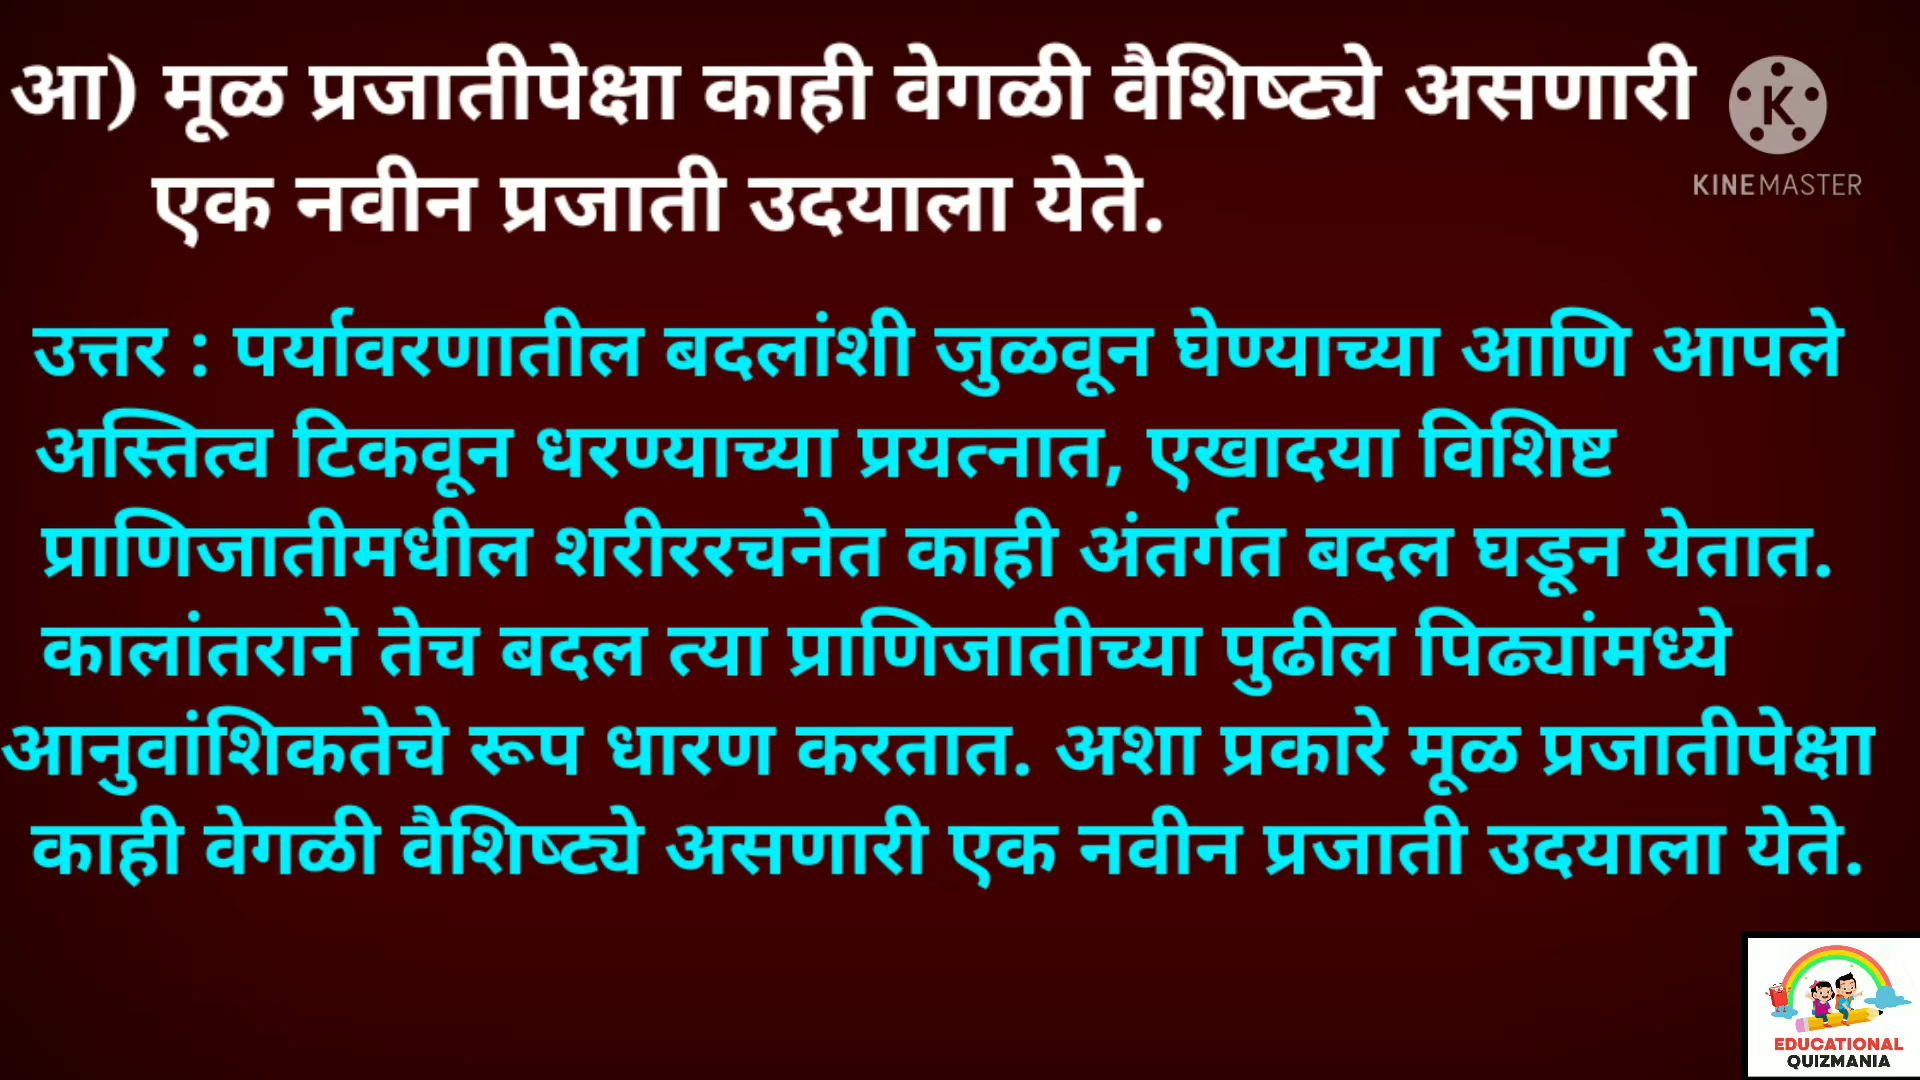 आ) मूळ प्रजातीपेक्षा काही वेगळी वैशिष्ट्ये असणारी
एक नवीन प्रजाती उदयाला येते.
K
KINEMASTER
उत्तर : पर्यावरणातील बदलांशी जुळवून घेण्याच्या आणि आपले
अस्तित्व टिकवून धरण्याच्या प्रयत्नात, एखादया विशिष्ट
प्राणिजातीमधील शरीररचनेत काही अंतर्गत बदल घडून येतात.
कालांतराने तेच बदल त्या प्राणिजातीच्या पुढील पिढ्यांमध्ये
आनुवांशिकतेचे रूप धारण करतात. अशा प्रकारे मूळ प्रजातीपेक्षा
काही वेगळी वैशिष्ट्ये असणारी एक नवीन प्रजाती उदयाला येते.
EDUCATIONAL
QUIZMANIA